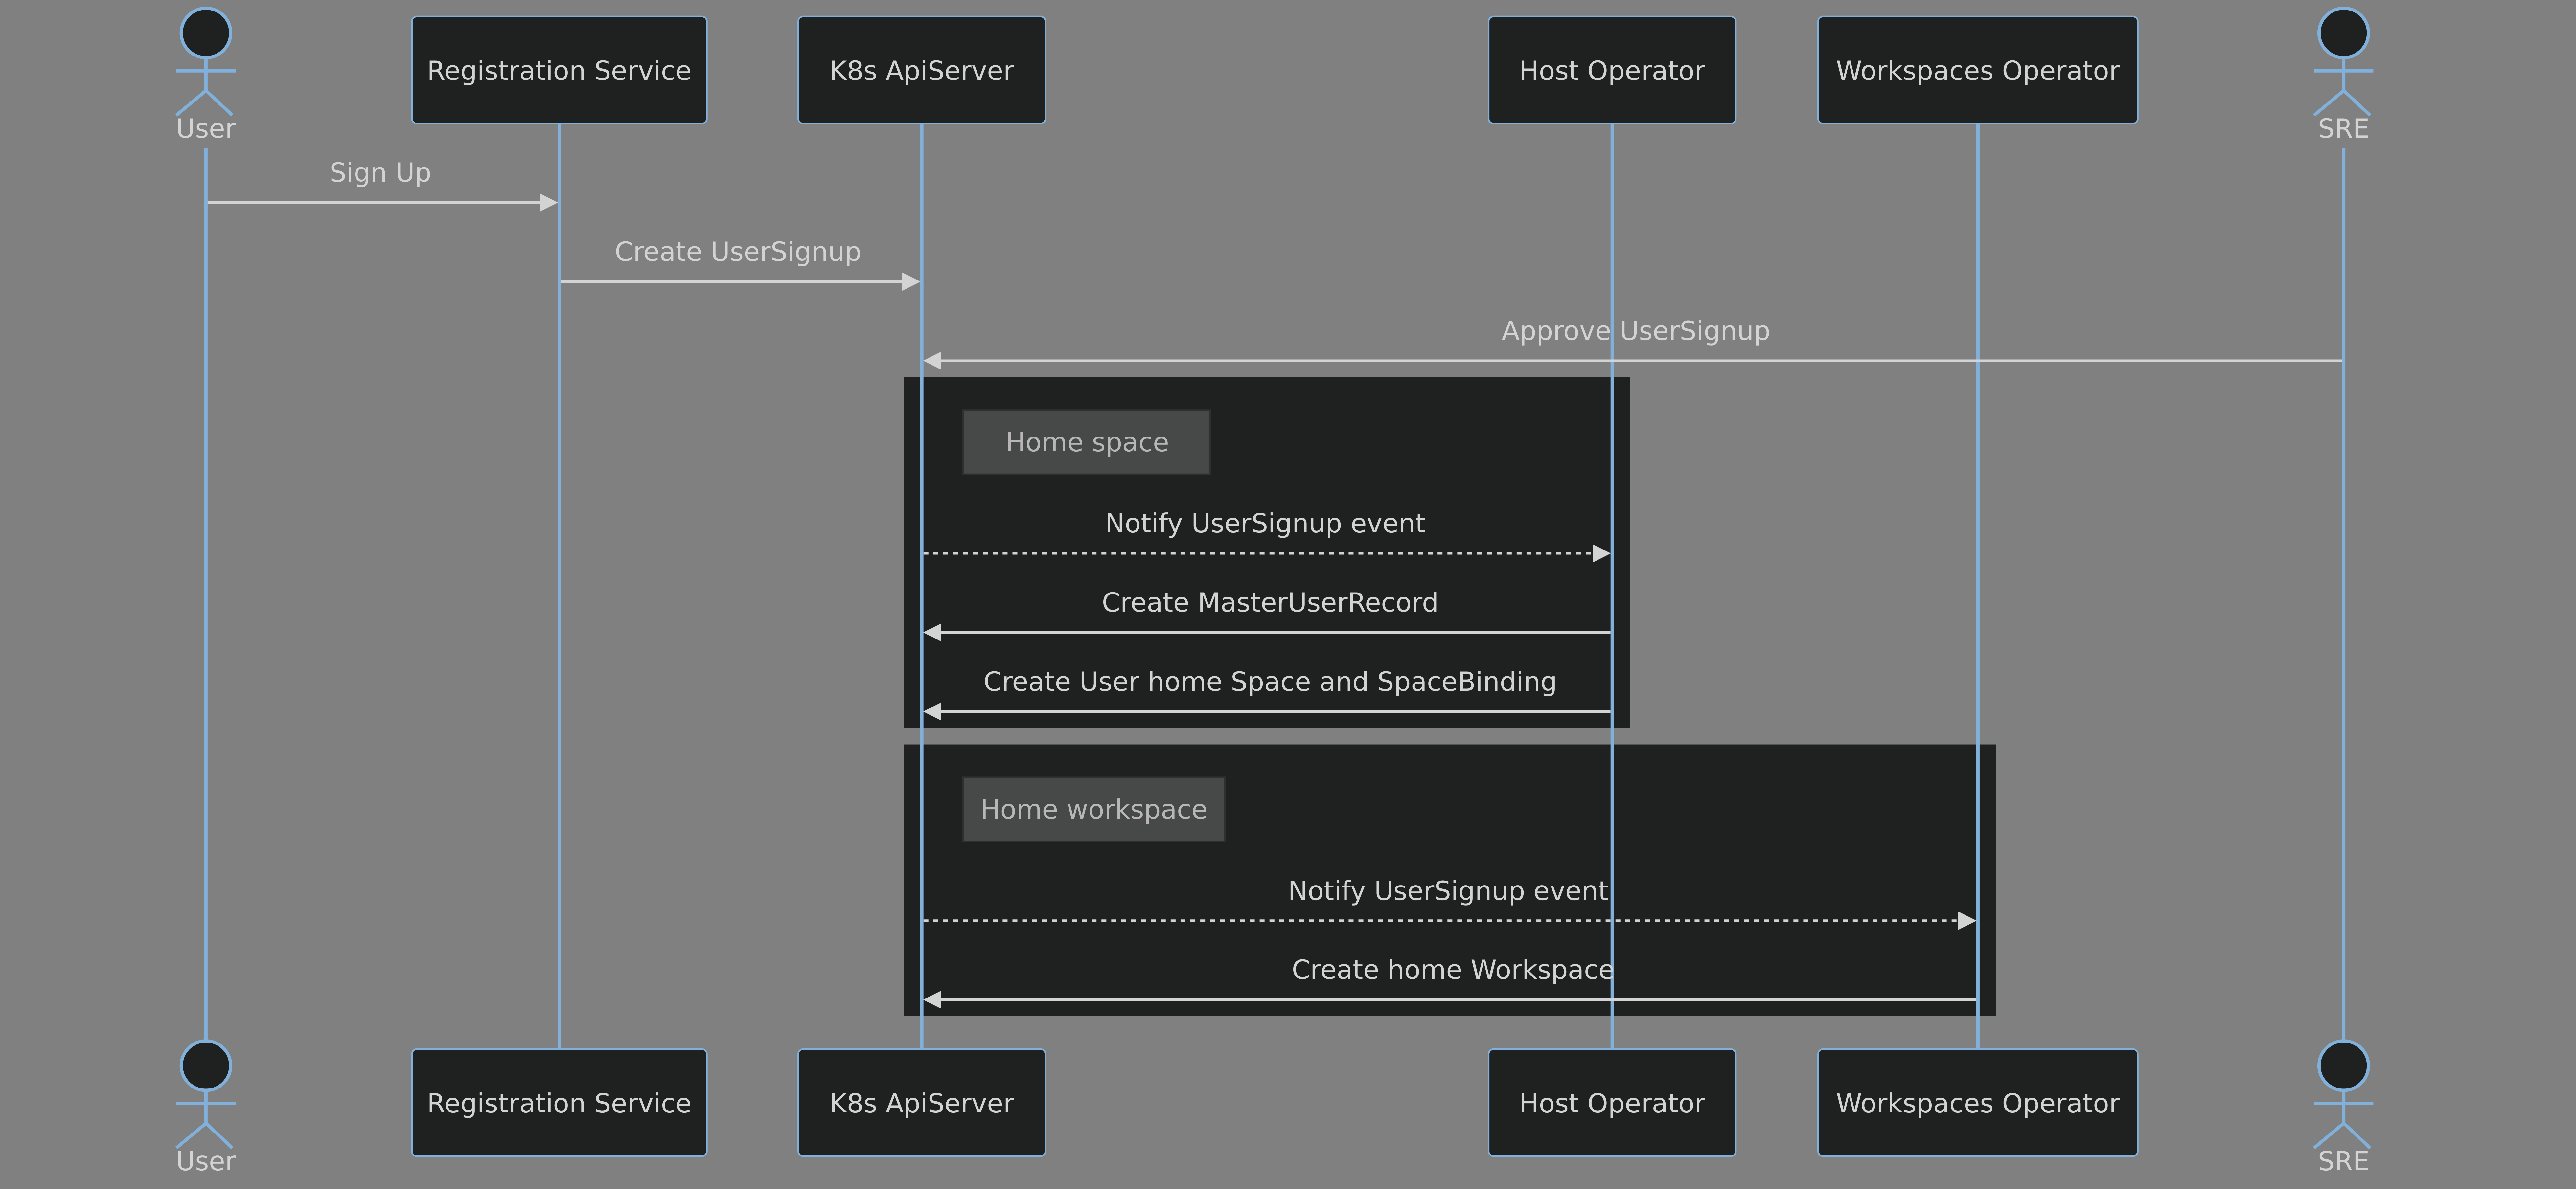 User
Registration Service
K8s ApiServer
Host Operator
Workspaces Operator
SRE
Sign Up
Create UserSignup
Approve UserSignup
Home space
Notify UserSignup event
Create MasterUserRecord
Create User home Space and SpaceBinding
Home workspace
Notify UserSignup event
Create home Workspace
User
Registration Service
K8s ApiServer
Host Operator
Workspaces Operator
SRE